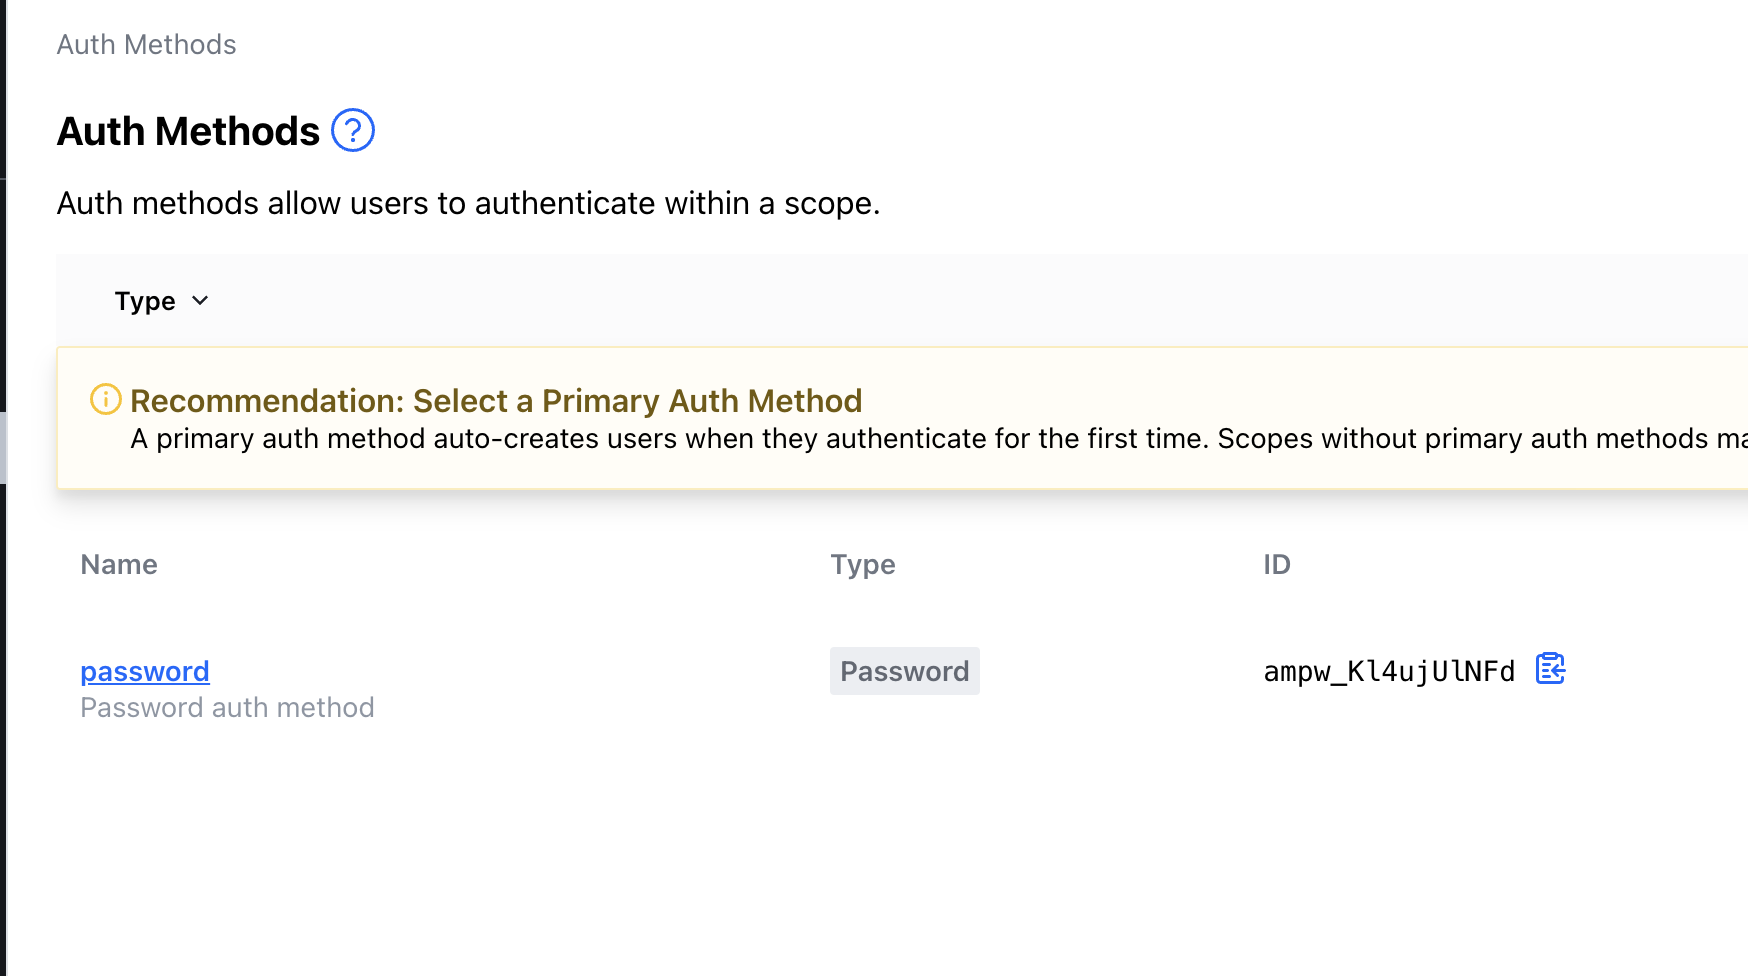 Auth Methods
Auth Methods
Auth methods allow users to authenticate within a scope.
Type
Recommendation: Select a Primary Auth Method
A primary auth method auto-creates users when they authenticate for the first time. Scopes without primary auth methods
Name Type ID
password Password ampw_Kl4ujUlNFd
Password auth method